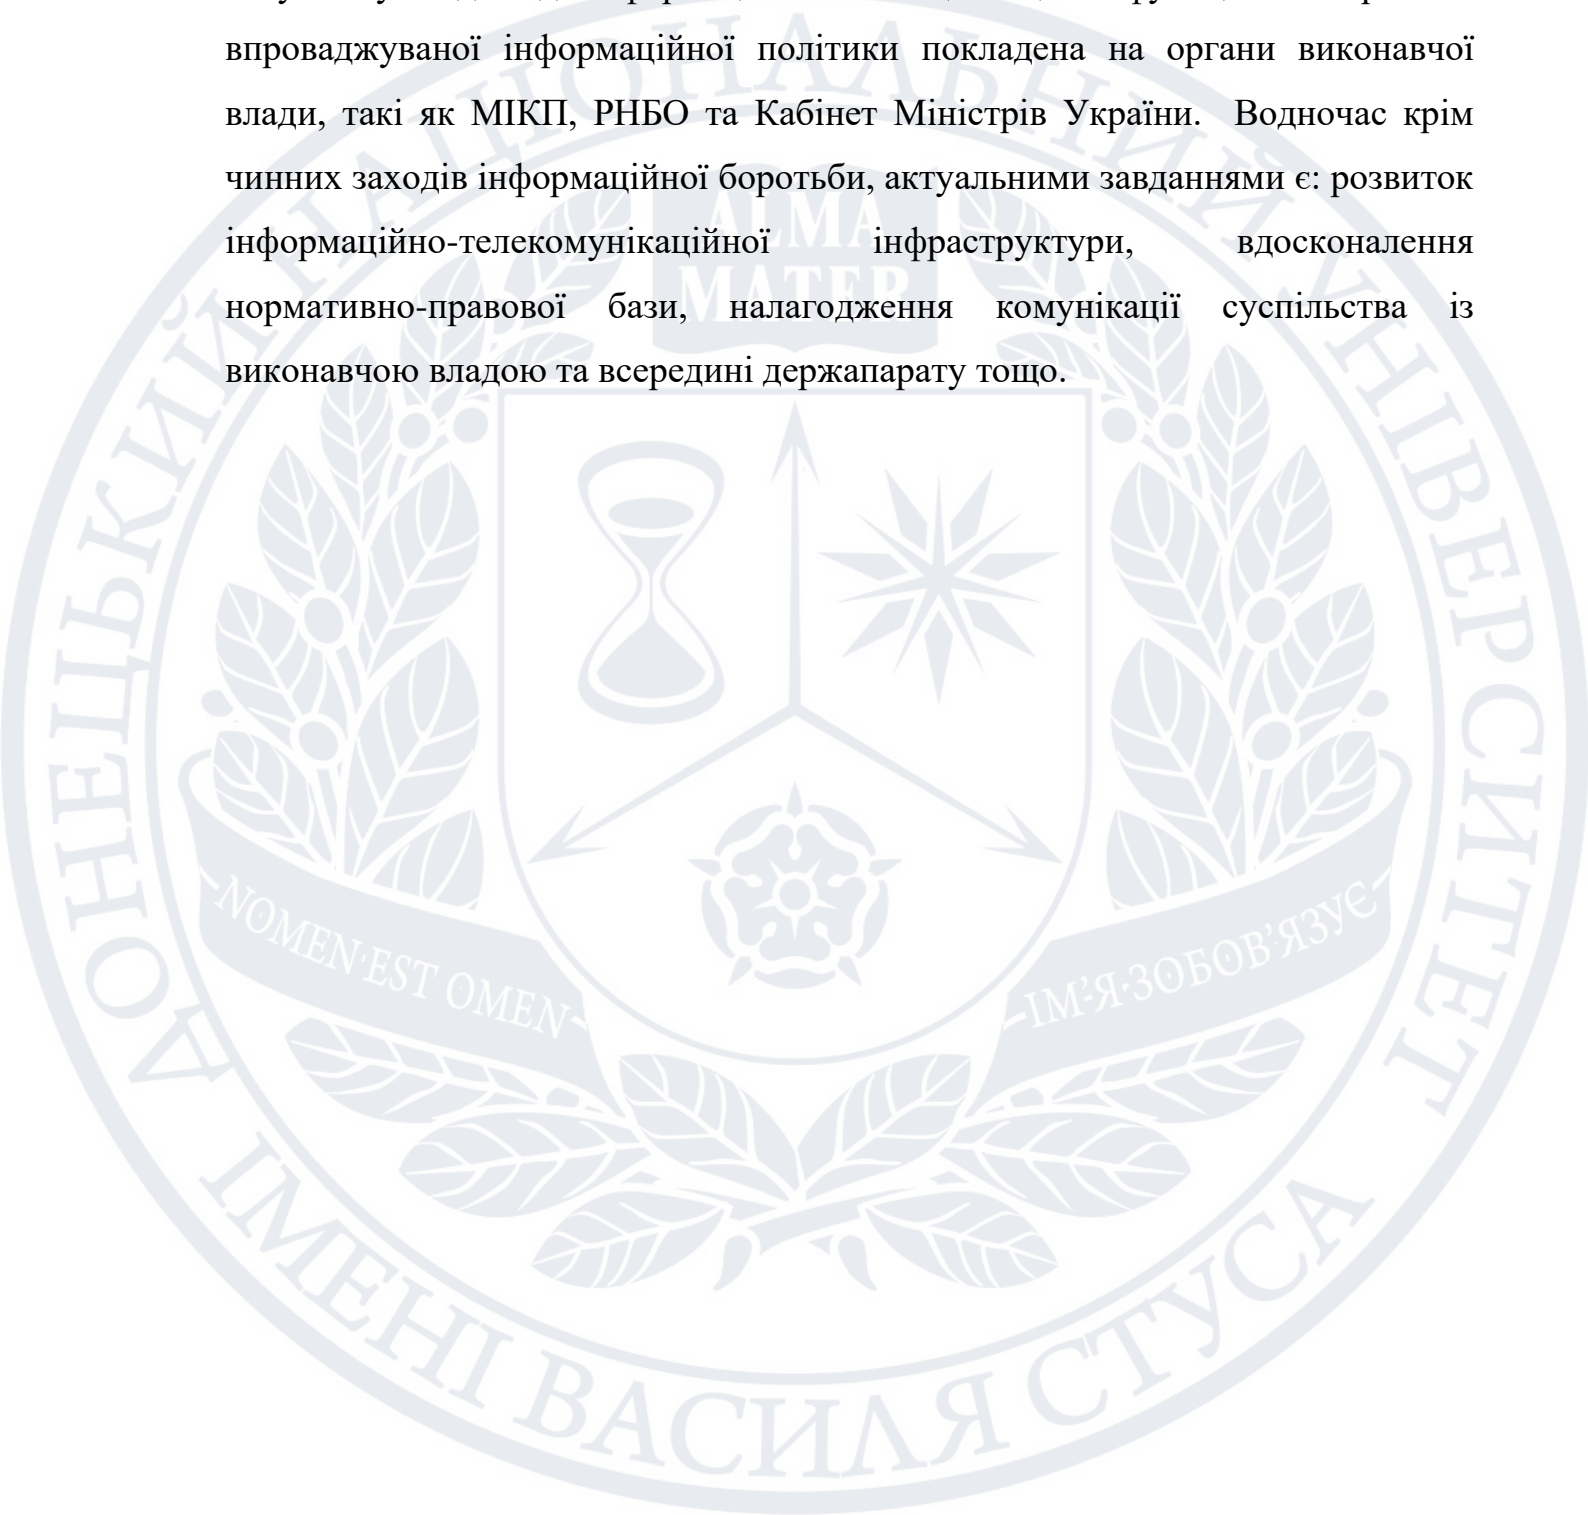 впроваджуваної інформаційної політики покладена на органи виконавчої
влади, такі як МІКП, РНБО та Кабінет Міністрів України. Водночас крім
чинних заходів інформаційної боротьби, актуальними завданнями є: розвиток
інформаційно-телекомунікаційної інфраструктури, вдосконалення
нормативно-правової бази, налагодження комунікації суспільства із
виконавчою владою та всередині держапарату тощо.
ДОНЕЦЬКИЙ НАЦІОНАЛЬНИЙ УНІВЕРСИТЕТ
ІМЕНІ ВАСИЛЯ СТУСА
ALMA
MATER
NOMEN EST OMEN
ІМ'Я ЗОБОВ'ЯЗУЄ